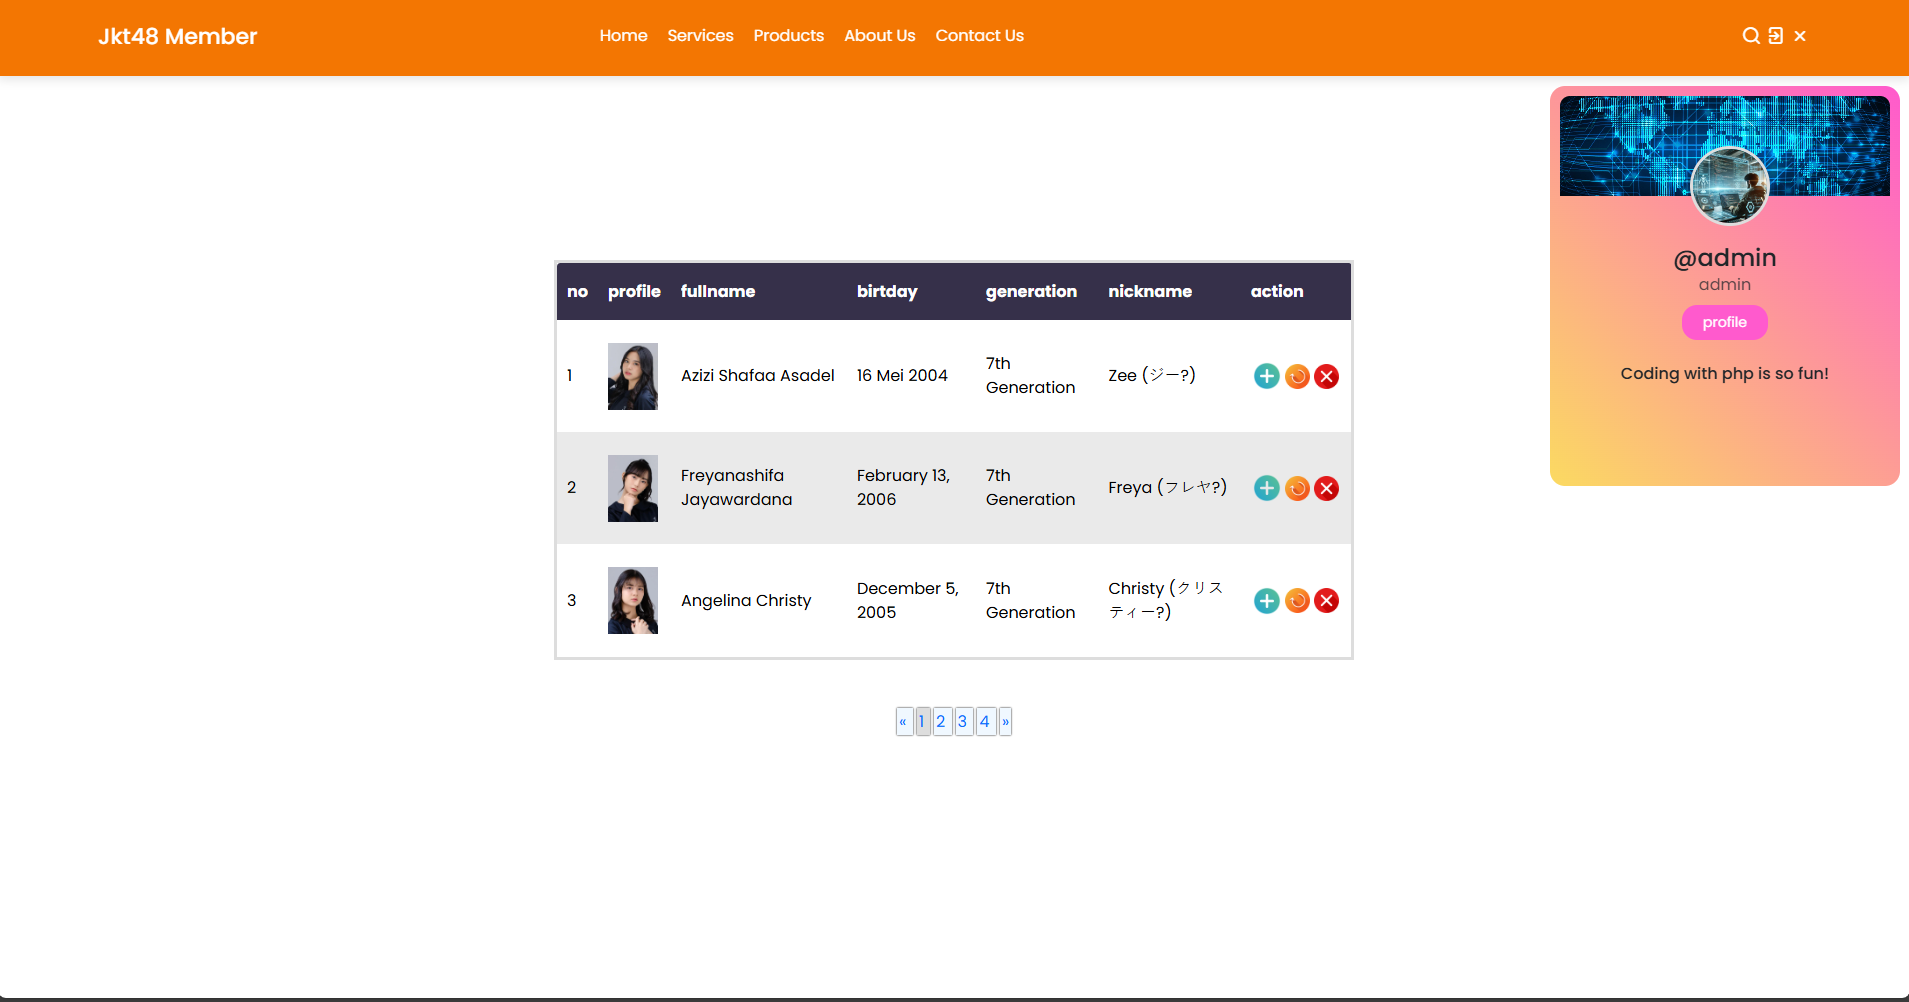 Jkt48 Member
Home Services Products About Us Contact Us
@admin
admin
profile
Coding with php is so fun!
no profile fullname birtday generation nickname action
1 Azizi Shafaa Asadel 16 Mei 2004 7th
Generation Zee (ジー?)
2 Freyanashifa
Jayawardana February 13,
2006 7th
Generation Freya (フレヤ?)
3 Angelina Christy December 5,
2005 7th
Generation Christy (クリス
ティー?)
« 1 2 3 4 »